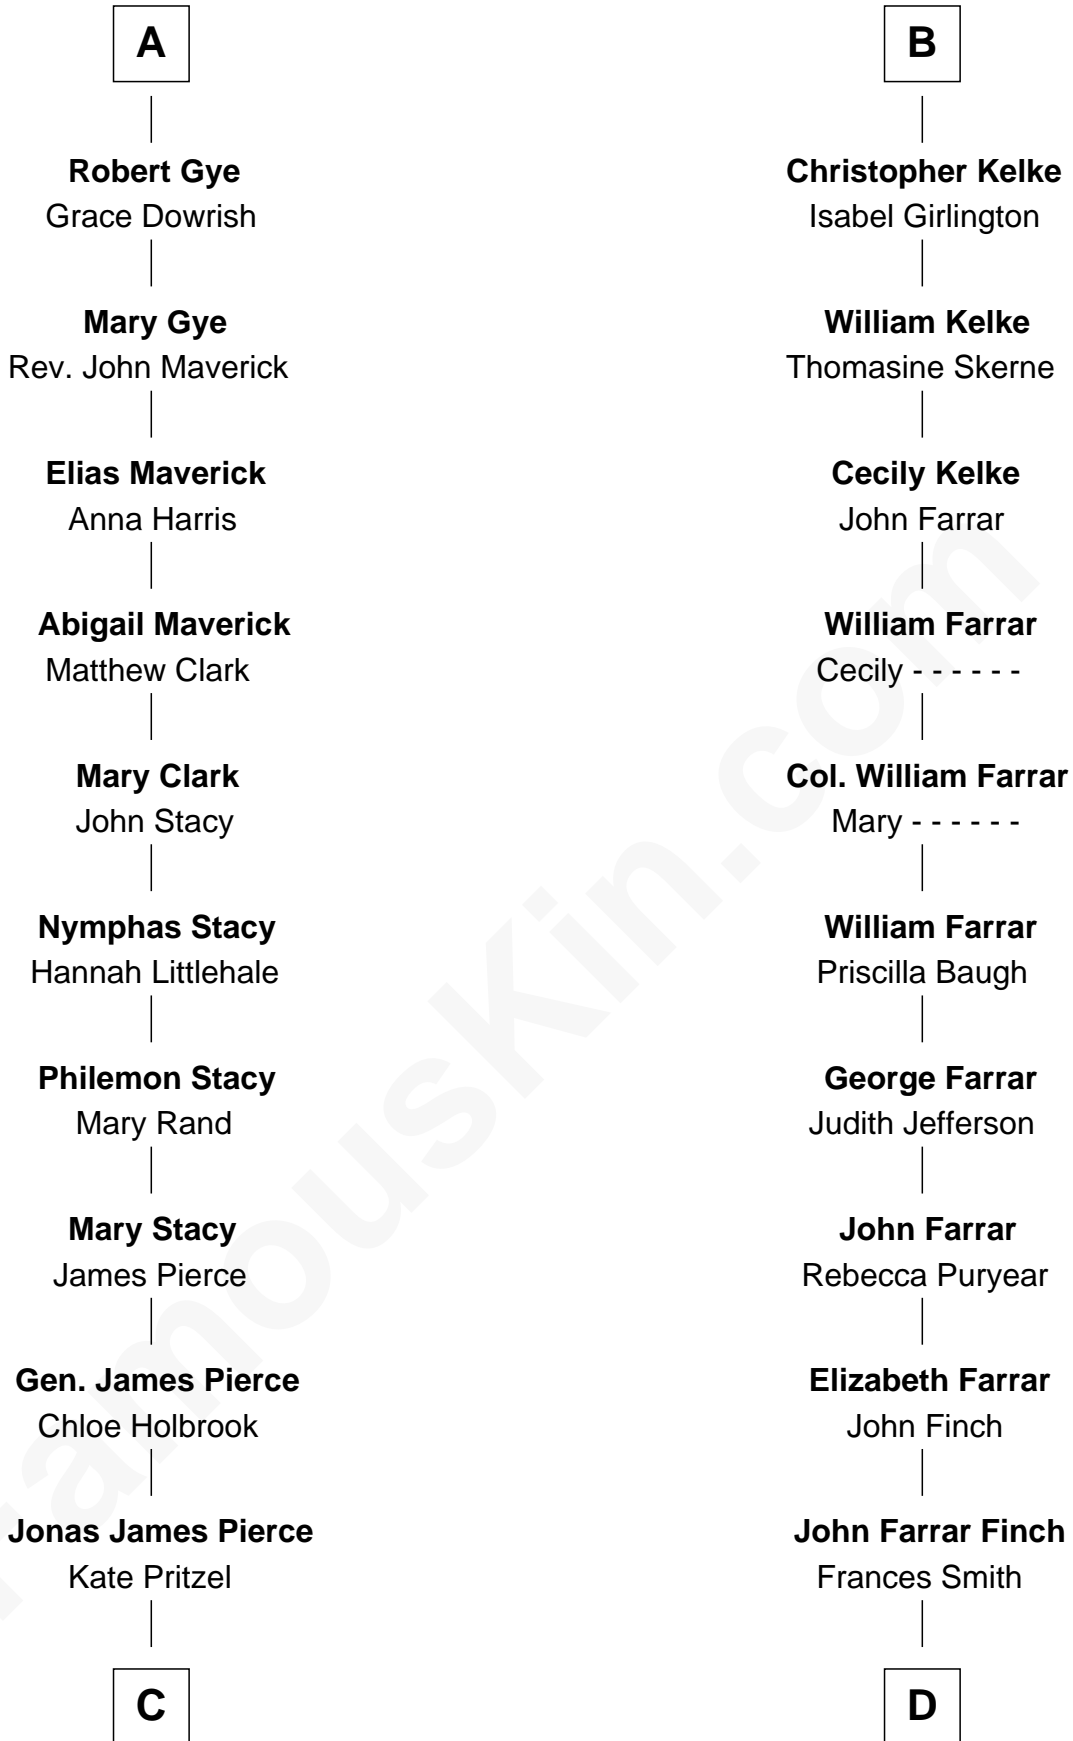 A
Robert Gye
Grace Dowrish
Mary Gye
Rev. John Maverick
Elias Maverick
Anna Harris
Abigail Maverick
Matthew Clark
Mary Clark
John Stacy
Nymphas Stacy
Hannah Littlehale
Philemon Stacy
Mary Rand
Mary Stacy
James Pierce
Gen. James Pierce
Chloe Holbrook
Jonas James Pierce
Kate Pritzel
C
B
Christopher Kelke
Isabel Girlington
William Kelke
Thomasine Skerne
Cecily Kelke
John Farrar
William Farrar
Cecily - - - - - -
Col. William Farrar
Mary - - - - - -
William Farrar
Priscilla Baugh
George Farrar
Judith Jefferson
John Farrar
Rebecca Puryear
Elizabeth Farrar
John Finch
John Farrar Finch
Frances Smith
D
FamousKin.com